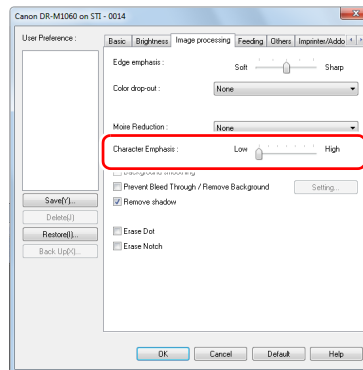 Canon DR-M1060 on STI - 0014
User Preference :
Basic Brightness Image processing Feeding Others Imprinter/Addo
Edge emphasis :
Soft Sharp
Color drop-out :
None
Moire Reduction :
None
Character Emphasis :
Low High
Background smoothing
Prevent Bleed Through / Remove Background
Setting...
Remove shadow
Erase Dot
Erase Notch
Save(Y)...
Delete(J)
Restore(I)...
Back Up(X)...
OK Cancel Default Help